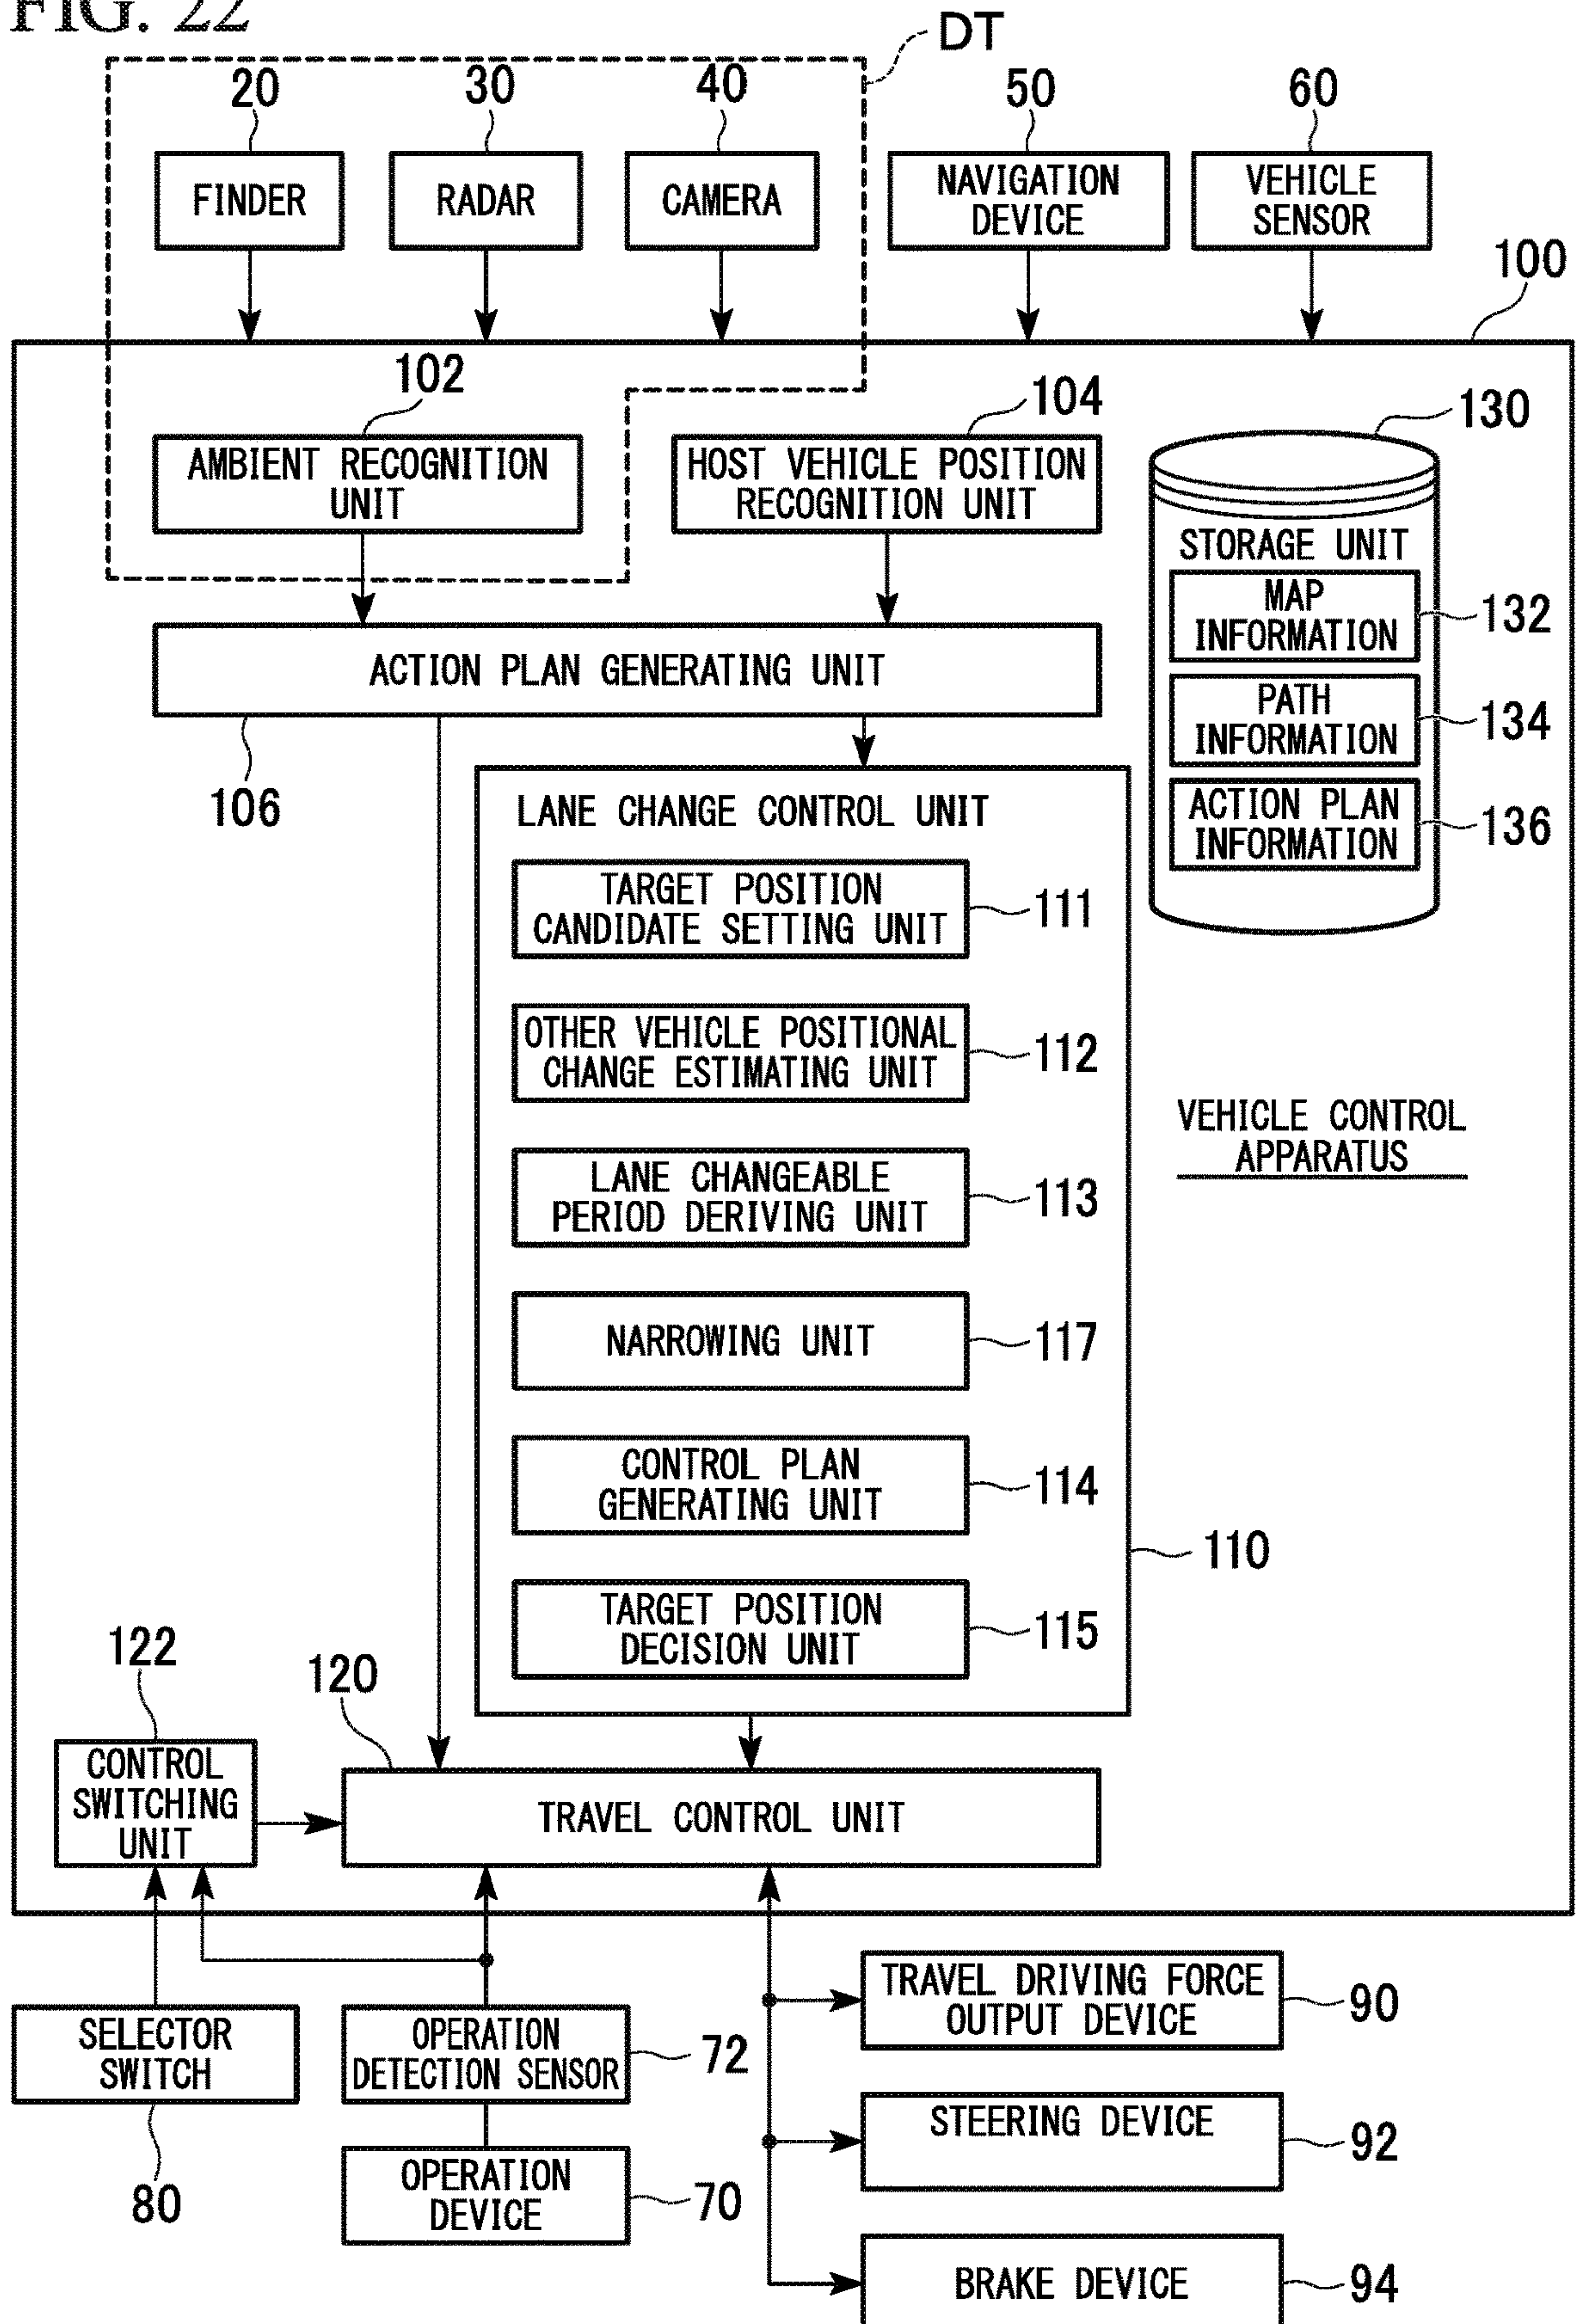 FIG. 22
DT
20
30
40
50
60
FINDER
RADAR
CAMERA
NAVIGATION
DEVICE
VEHICLE
SENSOR
100
102
104
130
AMBIENT RECOGNITION
UNIT
HOST VEHICLE POSITION
RECOGNITION UNIT
STORAGE UNIT
MAP
INFORMATION
132
PATH
INFORMATION
134
ACTION PLAN
INFORMATION
136
ACTION PLAN GENERATING UNIT
106
LANE CHANGE CONTROL UNIT
TARGET POSITION
CANDIDATE SETTING UNIT
111
OTHER VEHICLE POSITIONAL
CHANGE ESTIMATING UNIT
112
VEHICLE CONTROL
APPARATUS
LANE CHANGEABLE
PERIOD DERIVING UNIT
113
NARROWING UNIT
117
CONTROL PLAN
GENERATING UNIT
114
110
TARGET POSITION
DECISION UNIT
115
122
120
CONTROL
SWITCHING
UNIT
TRAVEL CONTROL UNIT
SELECTOR
SWITCH
80
OPERATION
DETECTION SENSOR
72
OPERATION
DEVICE
70
TRAVEL DRIVING FORCE
OUTPUT DEVICE
90
STEERING DEVICE
92
BRAKE DEVICE
94